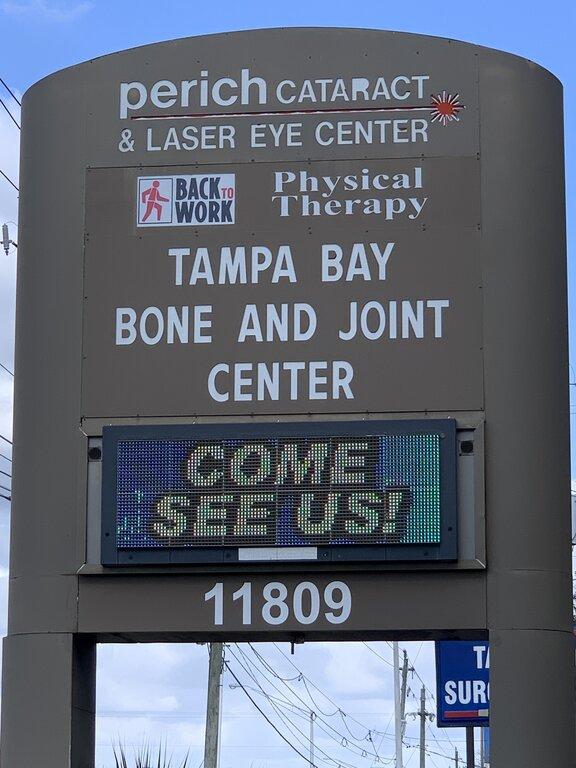 perich CATARACT
& LASER EYE CENTER
BACK TO
WORK
Physical
Therapy
TAMPA BAY
BONE AND JOINT
CENTER
COME
SEE US!
11809